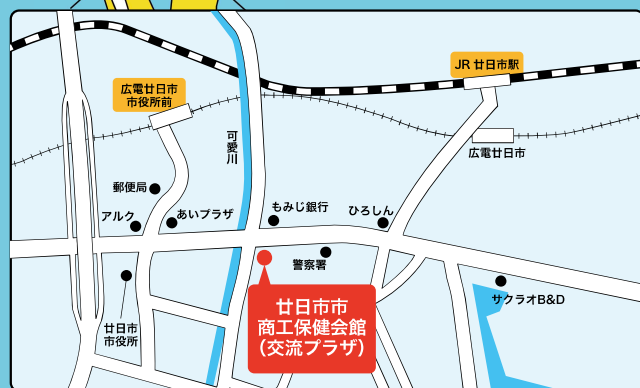 JR 廿日市駅
広電廿日市
市役所前
可愛川
広電廿日市
郵便局
アルク
あいプラザ
もみじ銀行
ひろしん
警察署
サクラオB&D
廿日市
市役所
廿日市市
商工保健会館
(交流プラザ)